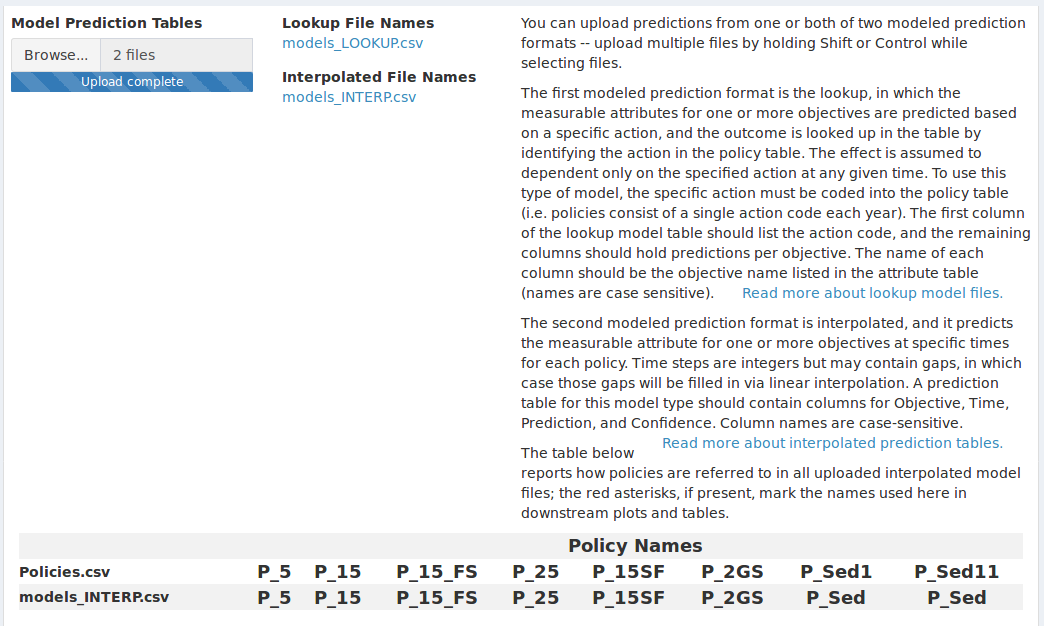 Model Prediction Tables
Browse...
2 files
Upload complete
Lookup File Names
models_LOOKUP.csv
Interpolated File Names
models_INTERP.csv
You can upload predictions from one or both of two modeled prediction
formats -- upload multiple files by holding Shift or Control while
selecting files.
The first modeled prediction format is the lookup, in which the
measurable attributes for one or more objectives are predicted based
on a specific action, and the outcome is looked up in the table by
identifying the action in the policy table. The effect is assumed to
dependent only on the specified action at any given time. To use this
type of model, the specific action must be coded into the policy table
(i.e. policies consist of a single action code each year). The first column
of the lookup model table should list the action code, and the remaining
columns should hold predictions per objective. The name of each
column should be the objective name listed in the attribute table
(names are case sensitive). Read more about lookup model files.
The second modeled prediction format is interpolated, and it predicts
the measurable attribute for one or more objectives at specific times
for each policy. Time steps are integers but may contain gaps, in which
case those gaps will be filled in via linear interpolation. A prediction
table for this model type should contain columns for Objective, Time,
Prediction, and Confidence. Column names are case-sensitive.
Read more about interpolated prediction tables.
The table below
reports how policies are referred to in all uploaded interpolated model
files; the red asterisks, if present, mark the names used here in
downstream plots and tables.
Policy Names
Policies.csv P_5 P_15 P_15_FS P_25 P_15SF P_2GS P_Sed1 P_Sed11
models_INTERP.csv P_5 P_15 P_15_FS P_25 P_15SF P_2GS P_Sed P_Sed